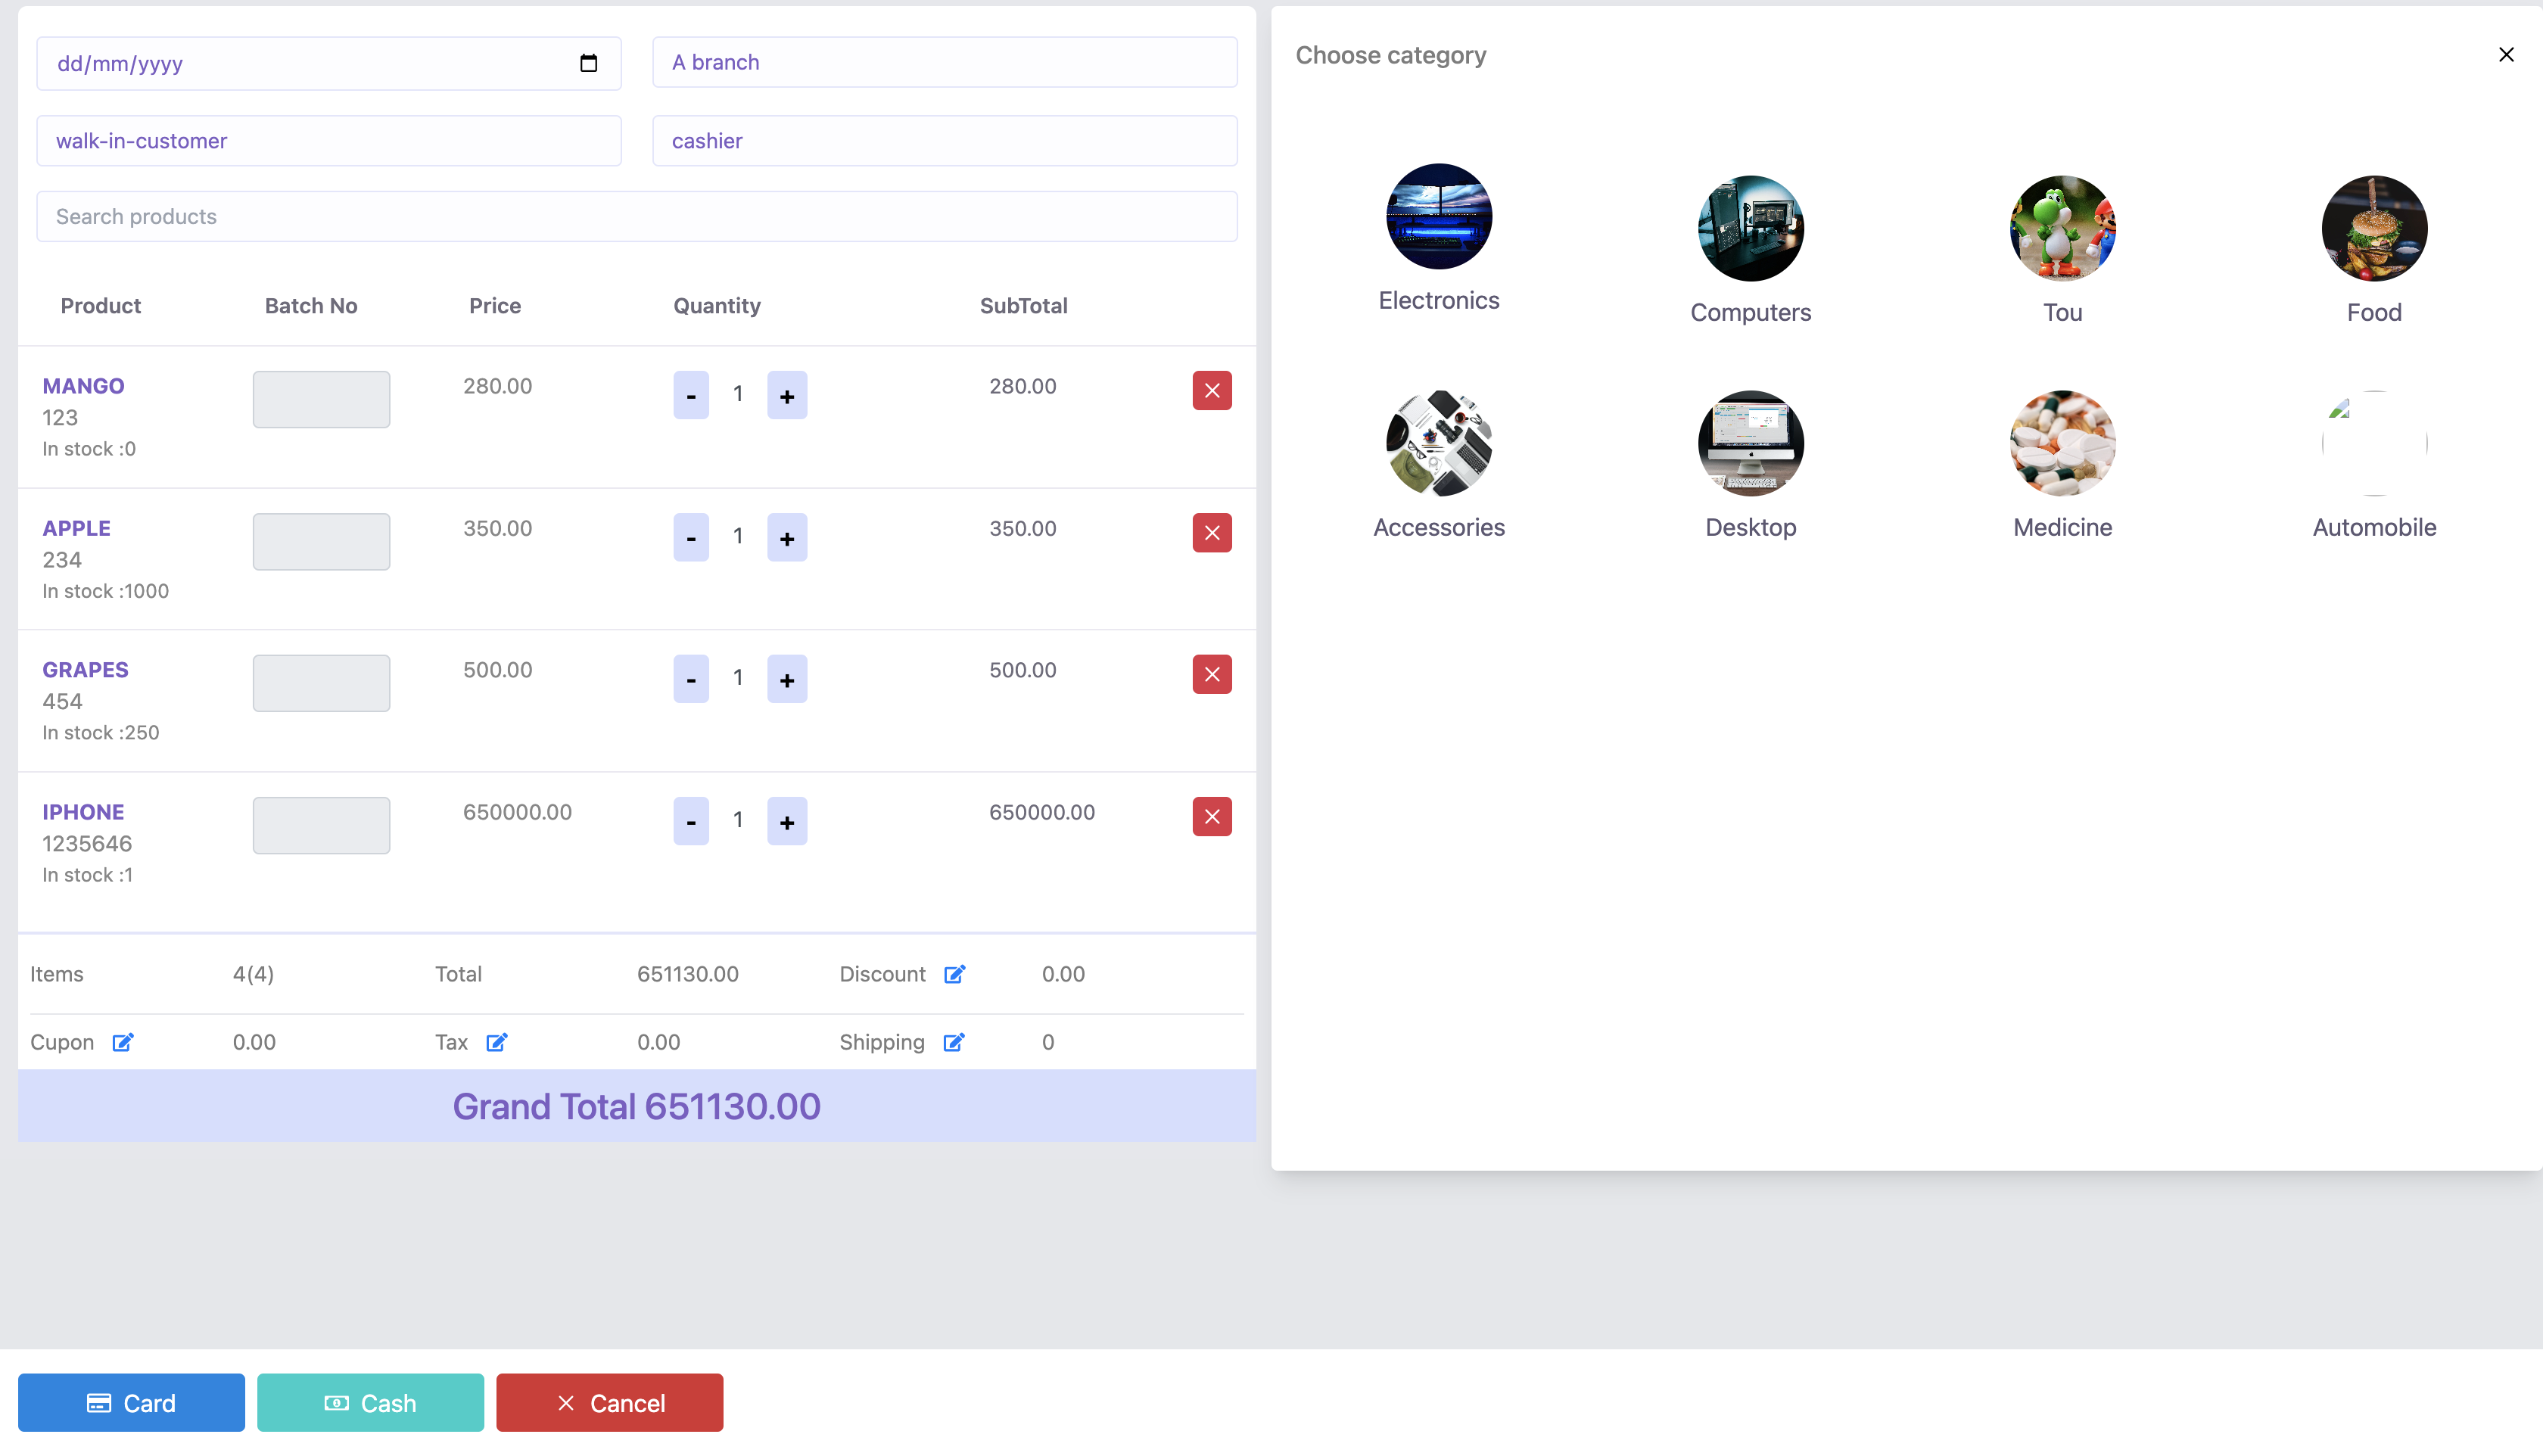 dd/mm/yyyy
A branch
walk-in-customer
cashier
Search products
Product Batch No Price Quantity SubTotal
MANGO 280.00 - 1 + 280.00
123
In stock :0
APPLE 350.00 - 1 + 350.00
234
In stock :1000
GRAPES 500.00 - 1 + 500.00
454
In stock :250
IPHONE 650000.00 - 1 + 650000.00
1235646
In stock :1
Items 4(4) Total 651130.00 Discount 0.00
Cupon 0.00 Tax 0.00 Shipping 0
Grand Total 651130.00
Choose category
Electronics
Computers
Tou
Food
Accessories
Desktop
Medicine
Automobile
Card
Cash
Cancel